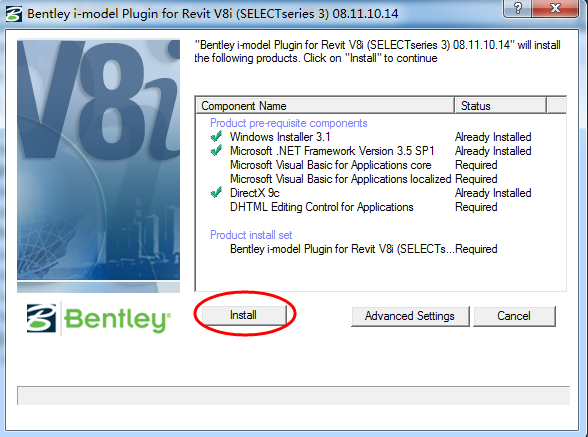 Bentley i-model Plugin for Revit V8i (SELECTseries 3) 08.11.10.14
"Bentley i-model Plugin for Revit V8i (SELECTseries 3) 08.11.10.14" will install
the following products. Click on "Install" to continue
V8i
Component Name Status
Product pre-requisite components
Windows Installer 3.1 Already Installed
Microsoft .NET Framework Version 3.5 SP1 Already Installed
Microsoft Visual Basic for Applications core Required
Microsoft Visual Basic for Applications localized Required
DirectX 9c Already Installed
DHTML Editing Control for Applications Required
Product install set
Bentley i-model Plugin for Revit V8i (SELECTs...Required
Bentley®
Install Advanced Settings Cancel